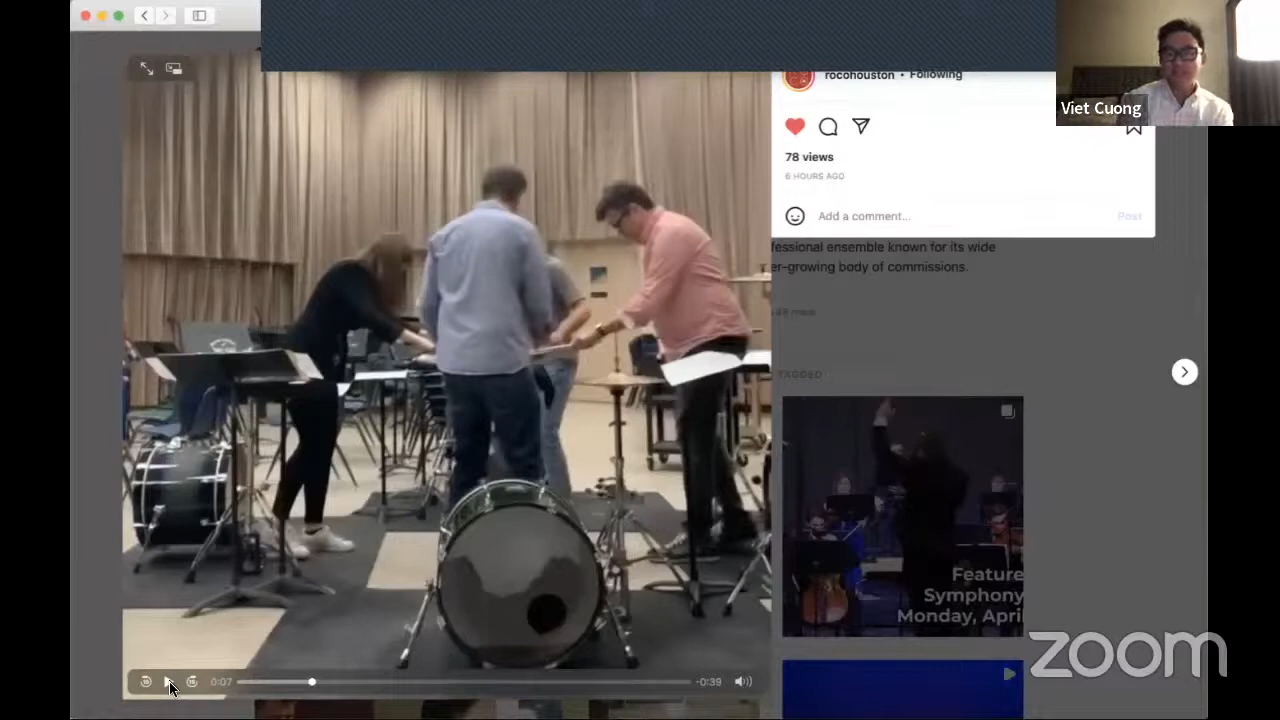 rocohouston • Following
Viet Cuong
78 views
6 HOURS AGO
Add a comment... Post
fessional ensemble known for its wide
er-growing body of commissions.
TAGGED
Feature
Symphony
Monday, Apri
0:07 -0:39
zoom